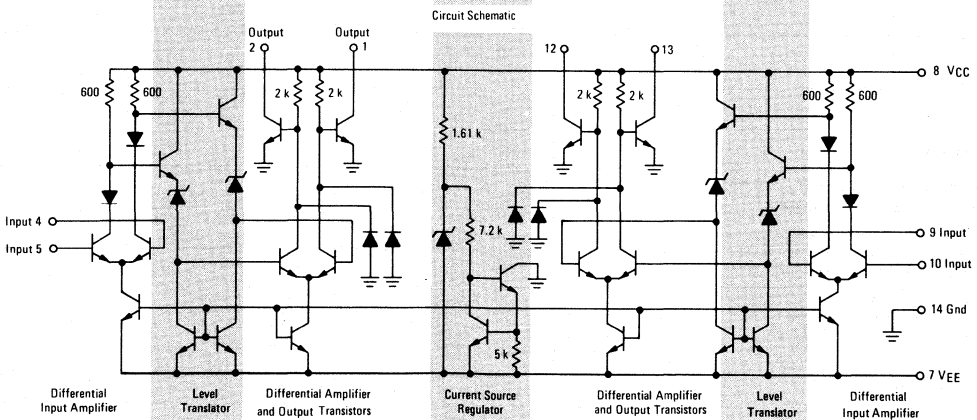 Circuit Schematic
Output
2
Output
1
12
13
8 VCC
600
600
2 k
2 k
1.61 k
2 k
2 k
600
600
Input 4
Input 5
7.2 k
9 Input
10 Input
14 Gnd
5 k
7 VEE
Differential
Input Amplifier
Level
Translator
Differential Amplifier
and Output Transistors
Current Source
Regulator
Differential Amplifier
and Output Transistors
Level
Translator
Differential
Input Amplifier